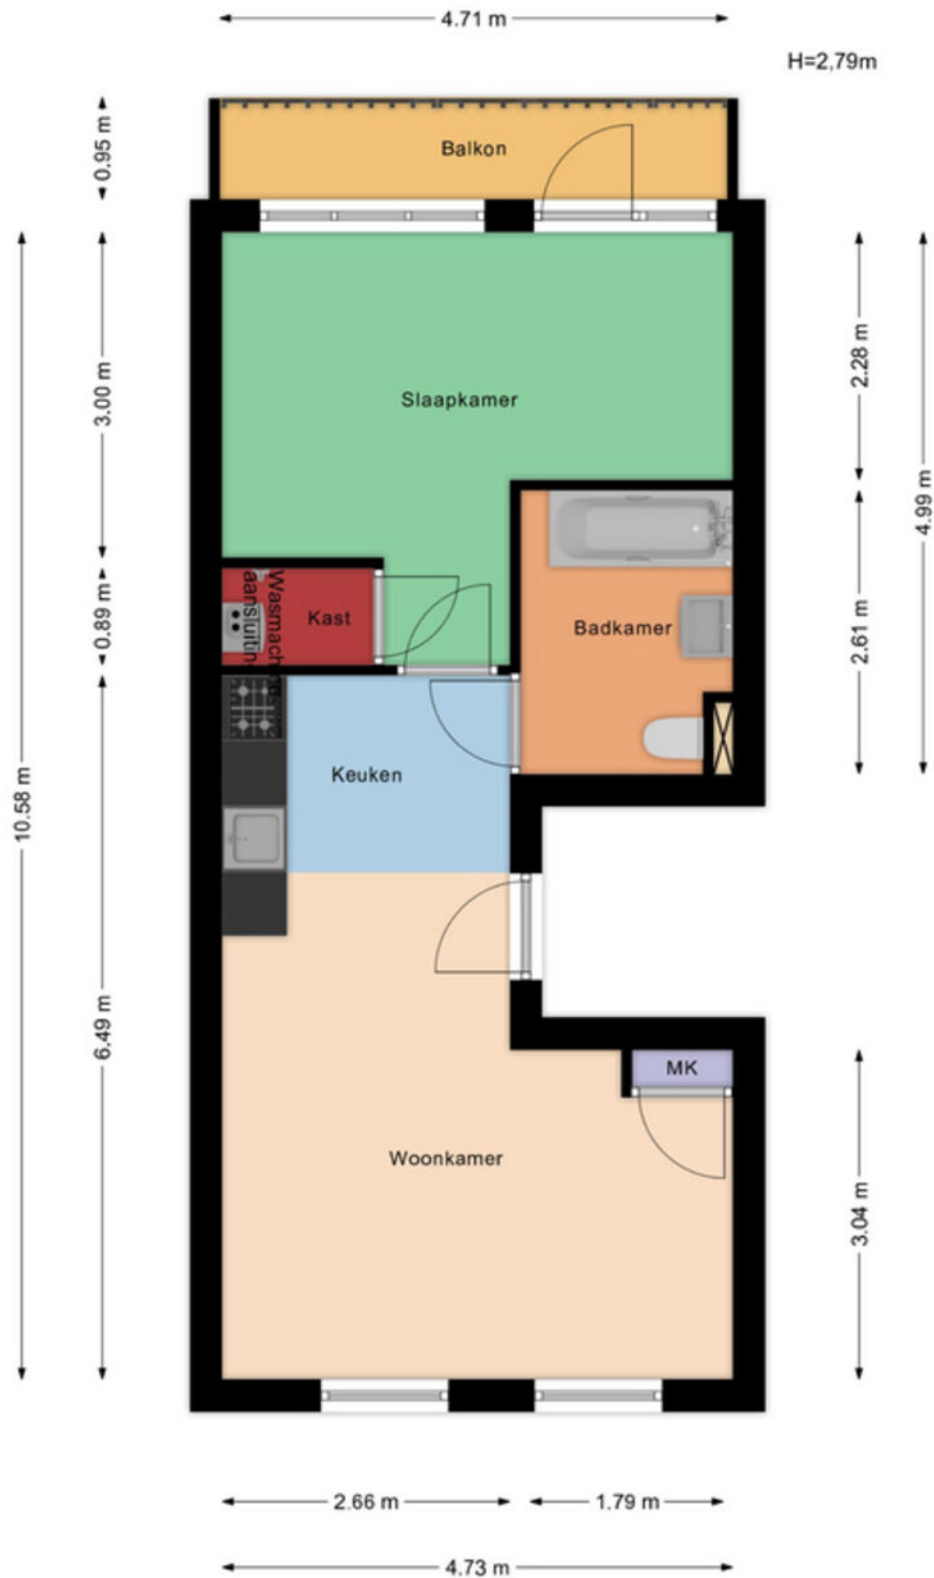 4.71 m
H=2,79m
0.95 m
Balkon
3.00 m
2.28 m
Slaapkamer
4.99 m
0.89 m
aansluiting
Kast
Badkamer
2.61 m
Keuken
10.58 m
6.49 m
MK
Woonkamer
3.04 m
2.66 m
1.79 m
4.73 m